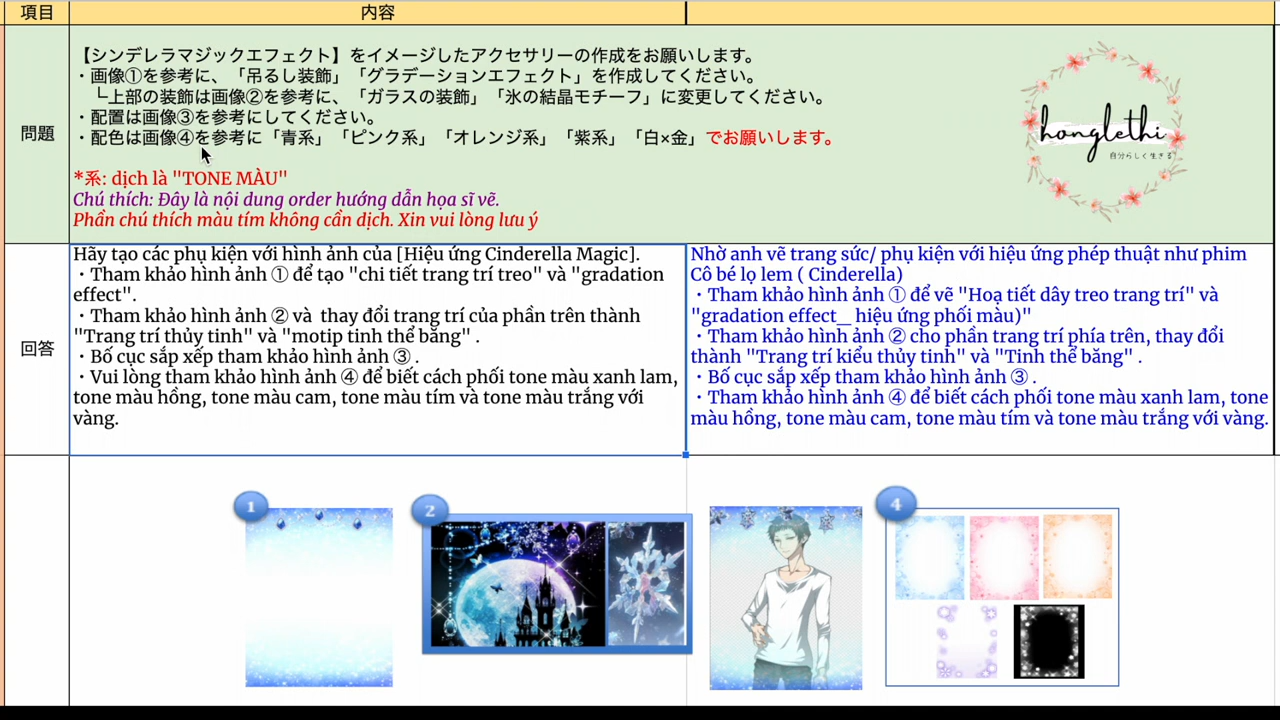 項目
内容
問題
【シンデレラマジックエフェクト】をイメージしたアクセサリーの作成をお願いします。
・画像①を参考に、「吊るし装飾」「グラデーションエフェクト」を作成してください。
└上部の装飾は画像②を参考に、「ガラスの装飾」「氷の結晶モチーフ」に変更してください。
・配置は画像③を参考にしてください。
・配色は画像④を参考に「青系」「ピンク系」「オレンジ系」「紫系」「白×金」でお願いします。
*系: dịch là "TONE MÀU"
Chú thích: Đây là nội dung order hướng dẫn họa sĩ vẽ.
Phần chú thích màu tím không cần dịch. Xin vui lòng lưu ý
honglethi
自分らしく生きる
回答
Hãy tạo các phụ kiện với hình ảnh của [Hiệu ứng Cinderella Magic].
・Tham khảo hình ảnh ① để tạo "chi tiết trang trí treo" và "gradation
effect".
・Tham khảo hình ảnh ② và  thay đổi trang trí của phần trên thành
"Trang trí thủy tinh" và "motip tinh thể băng" .
・Bố cục sắp xếp tham khảo hình ảnh ③ .
・Vui lòng tham khảo hình ảnh ④ để biết cách phối tone màu xanh lam,
tone màu hồng, tone màu cam, tone màu tím và tone màu trắng với
vàng.
Nhờ anh vẽ trang sức/ phụ kiện với hiệu ứng phép thuật như phim
Cô bé lọ lem ( Cinderella)
・Tham khảo hình ảnh ① để vẽ "Hoạ tiết dây treo trang trí" và
"gradation effect_ hiệu ứng phối màu)"
・Tham khảo hình ảnh ② cho phần trang trí phía trên, thay đổi
thành "Trang trí kiểu thủy tinh" và "Tinh thể băng" .
・Bố cục sắp xếp tham khảo hình ảnh ③ .
・Tham khảo hình ảnh ④ để biết cách phối tone màu xanh lam, tone
màu hồng, tone màu cam, tone màu tím và tone màu trắng với vàng.
1
2
4